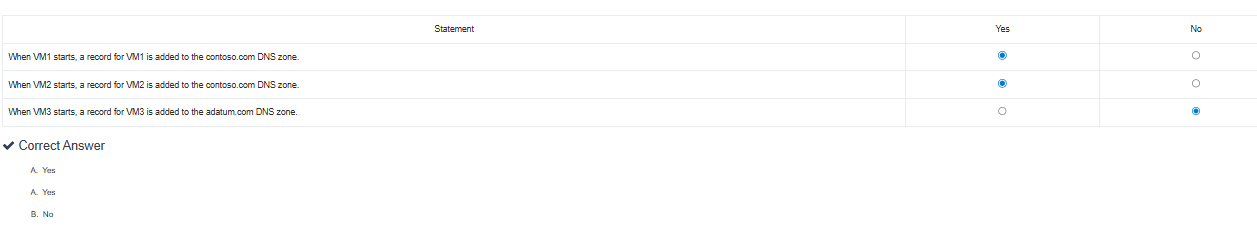 Statement Yes No
When VM1 starts, a record for VM1 is added to the contoso.com DNS zone.
When VM2 starts, a record for VM2 is added to the contoso.com DNS zone.
When VM3 starts, a record for VM3 is added to the adatum.com DNS zone.
Correct Answer
A. Yes
A. Yes
B. No